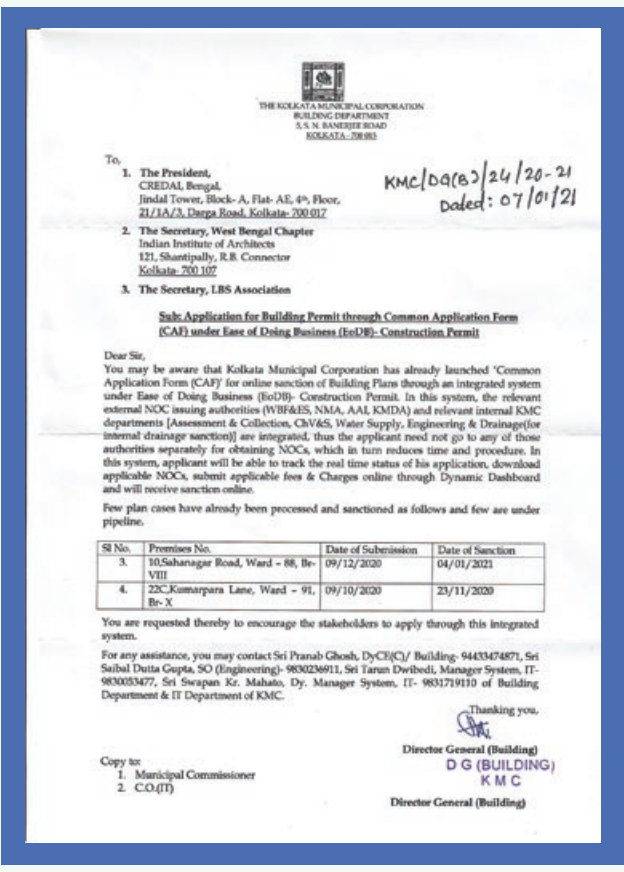 THE KOLKATA MUNICIPAL CORPORATION
BUILDING DEPARTMENT
5, S. N. BANERJEE ROAD
KOLKATA - 700 013
To,
KMC/DG(B)/24/20-21
Dated: 07/01/21
1. The President,
CREDAI, Bengal,
Jindal Tower, Block- A, Flat- AE, 4th, Floor,
21/1A/3, Darga Road, Kolkata- 700 017
2. The Secretary, West Bengal Chapter
Indian Institute of Architects
121, Shantipally, R.B. Connector
Kolkata- 700 107
3. The Secretary, LBS Association
Sub: Application for Building Permit through Common Application Form
(CAF) under Ease of Doing Business (EoDB)- Construction Permit
Dear Sir,
You may be aware that Kolkata Municipal Corporation has already launched 'Common
Application Form (CAF)' for online sanction of Building Plans through an integrated system
under Ease of Doing Business (EoDB)- Construction Permit. In this system, the relevant
external NOC issuing authorities (WBF&ES, NMA, AAI, KMDA) and relevant internal KMC
departments [Assessment & Collection, ChV&S, Water Supply, Engineering & Drainage(for
internal drainage sanction)] are integrated, thus the applicant need not go to any of those
authorities separately for obtaining NOCs, which in turn reduces time and procedure. In
this system, applicant will be able to track the real time status of his application, download
applicable NOCs, submit applicable fees & Charges online through Dynamic Dashboard
and will receive sanction online.
Few plan cases have already been processed and sanctioned as follows and few are under
pipeline.
Sl No. Premises No. Date of Submission Date of Sanction
3. 10,Sahanagar Road, Ward - 88, Br- 09/12/2020 04/01/2021
VIII
4. 22C,Kumarpara Lane, Ward - 91, 09/10/2020 23/11/2020
Br- X
You are requested thereby to encourage the stakeholders to apply through this integrated
system.
For any assistance, you may contact Sri Pranab Ghosh, DyCE(C)/ Building- 94433474871, Sri
Saibal Dutta Gupta, SO (Engineering)- 9830236911, Sri Tarun Dwibedi, Manager System, IT-
9830053477, Sri Swapan Kr. Mahato, Dy. Manager System, IT- 9831719110 of Building
Department & IT Department of KMC.
Thanking you,
Director General (Building)
D G (BUILDING)
K M C
Copy to:
1. Municipal Commissioner
2. C.O.(IT)
Director General (Building)